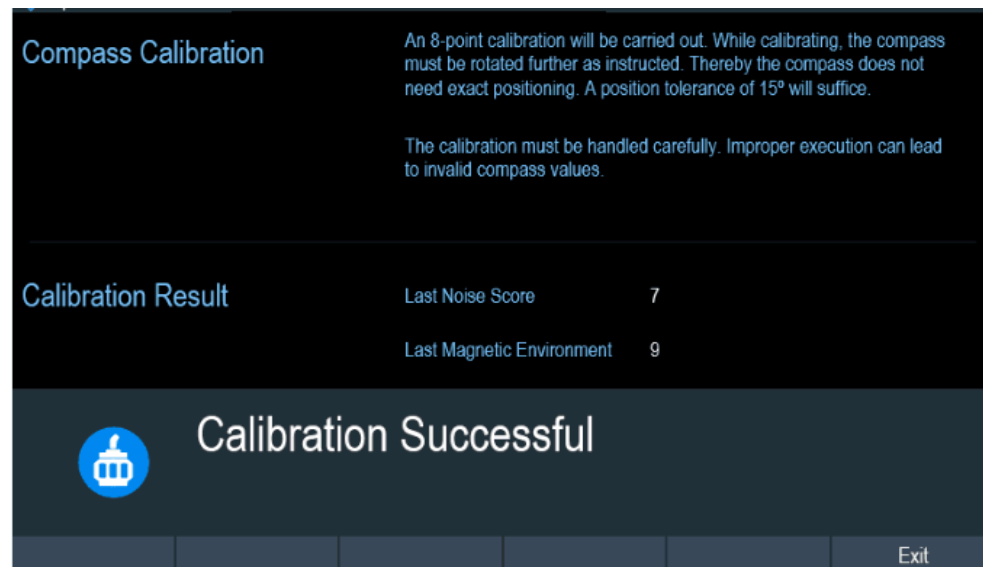 Compass Calibration
An 8-point calibration will be carried out. While calibrating, the compass
must be rotated further as instructed. Thereby the compass does not
need exact positioning. A position tolerance of 15º will suffice.
The calibration must be handled carefully. Improper execution can lead
to invalid compass values.
Calibration Result
Last Noise Score 7
Last Magnetic Environment 9
Calibration Successful
Exit